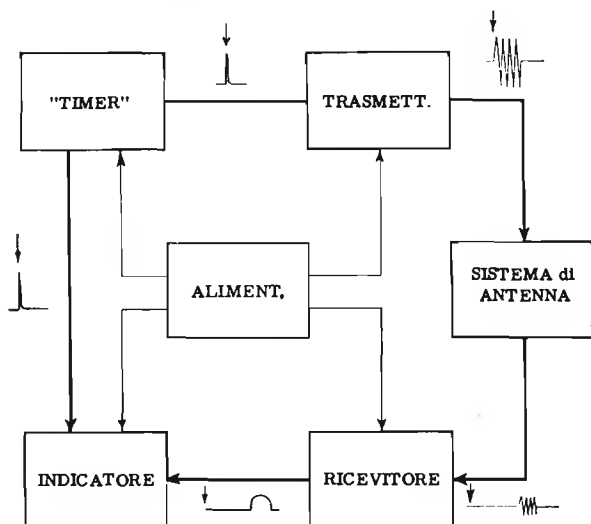 "TIMER"
TRASMETT.
ALIMENT.
SISTEMA di
ANTENNA
INDICATORE
RICEVITORE